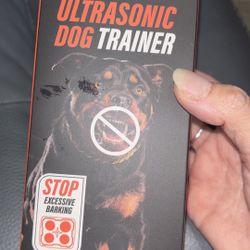 ULTRASONIC
DOG TRAINER
STOP
EXCESSIVE
BARKING